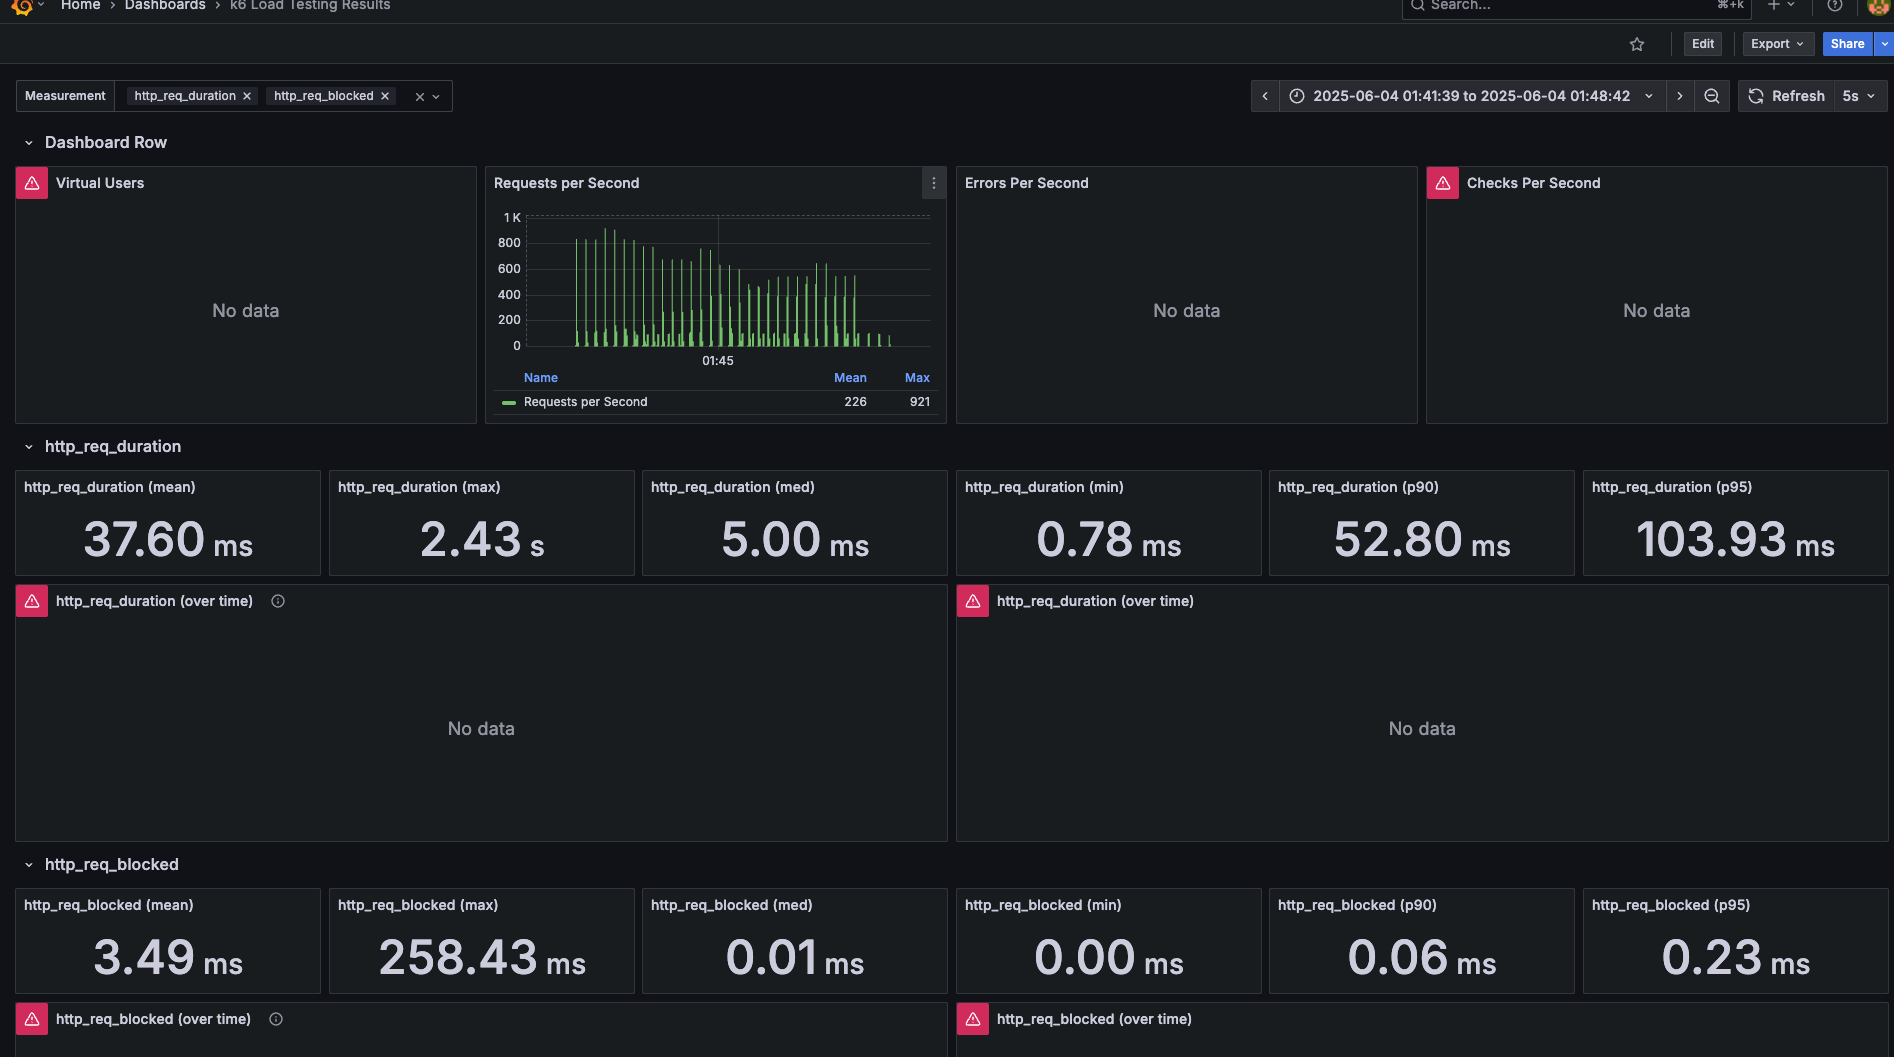 Home › Dashboards › k6 Load Testing Results
Search... ⌘+k
Edit Export Share
Measurement http_req_duration × http_req_blocked ×
2025-06-04 01:41:39 to 2025-06-04 01:48:42 Refresh 5s
Dashboard Row
Virtual Users
No data
Requests per Second
1 K
800
600
400
200
0
01:45
Name Mean Max
Requests per Second 226 921
Errors Per Second
No data
Checks Per Second
No data
http_req_duration
http_req_duration (mean)
37.60 ms
http_req_duration (max)
2.43 s
http_req_duration (med)
5.00 ms
http_req_duration (min)
0.78 ms
http_req_duration (p90)
52.80 ms
http_req_duration (p95)
103.93 ms
http_req_duration (over time)
No data
http_req_duration (over time)
No data
http_req_blocked
http_req_blocked (mean)
3.49 ms
http_req_blocked (max)
258.43 ms
http_req_blocked (med)
0.01 ms
http_req_blocked (min)
0.00 ms
http_req_blocked (p90)
0.06 ms
http_req_blocked (p95)
0.23 ms
http_req_blocked (over time)
http_req_blocked (over time)